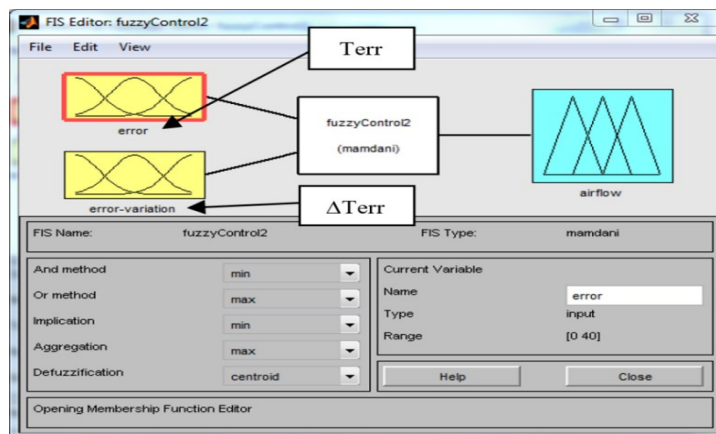 FIS Editor: fuzzyControl2
File Edit View
Terr
error
fuzzyControl2
(mamdani)
error-variation
ΔTerr
airflow
FIS Name: fuzzyControl2 FIS Type: mamdani
And method min
Or method max
Implication min
Aggregation max
Defuzzification centroid
Current Variable
Name error
Type input
Range [0 40]
Help Close
Opening Membership Function Editor